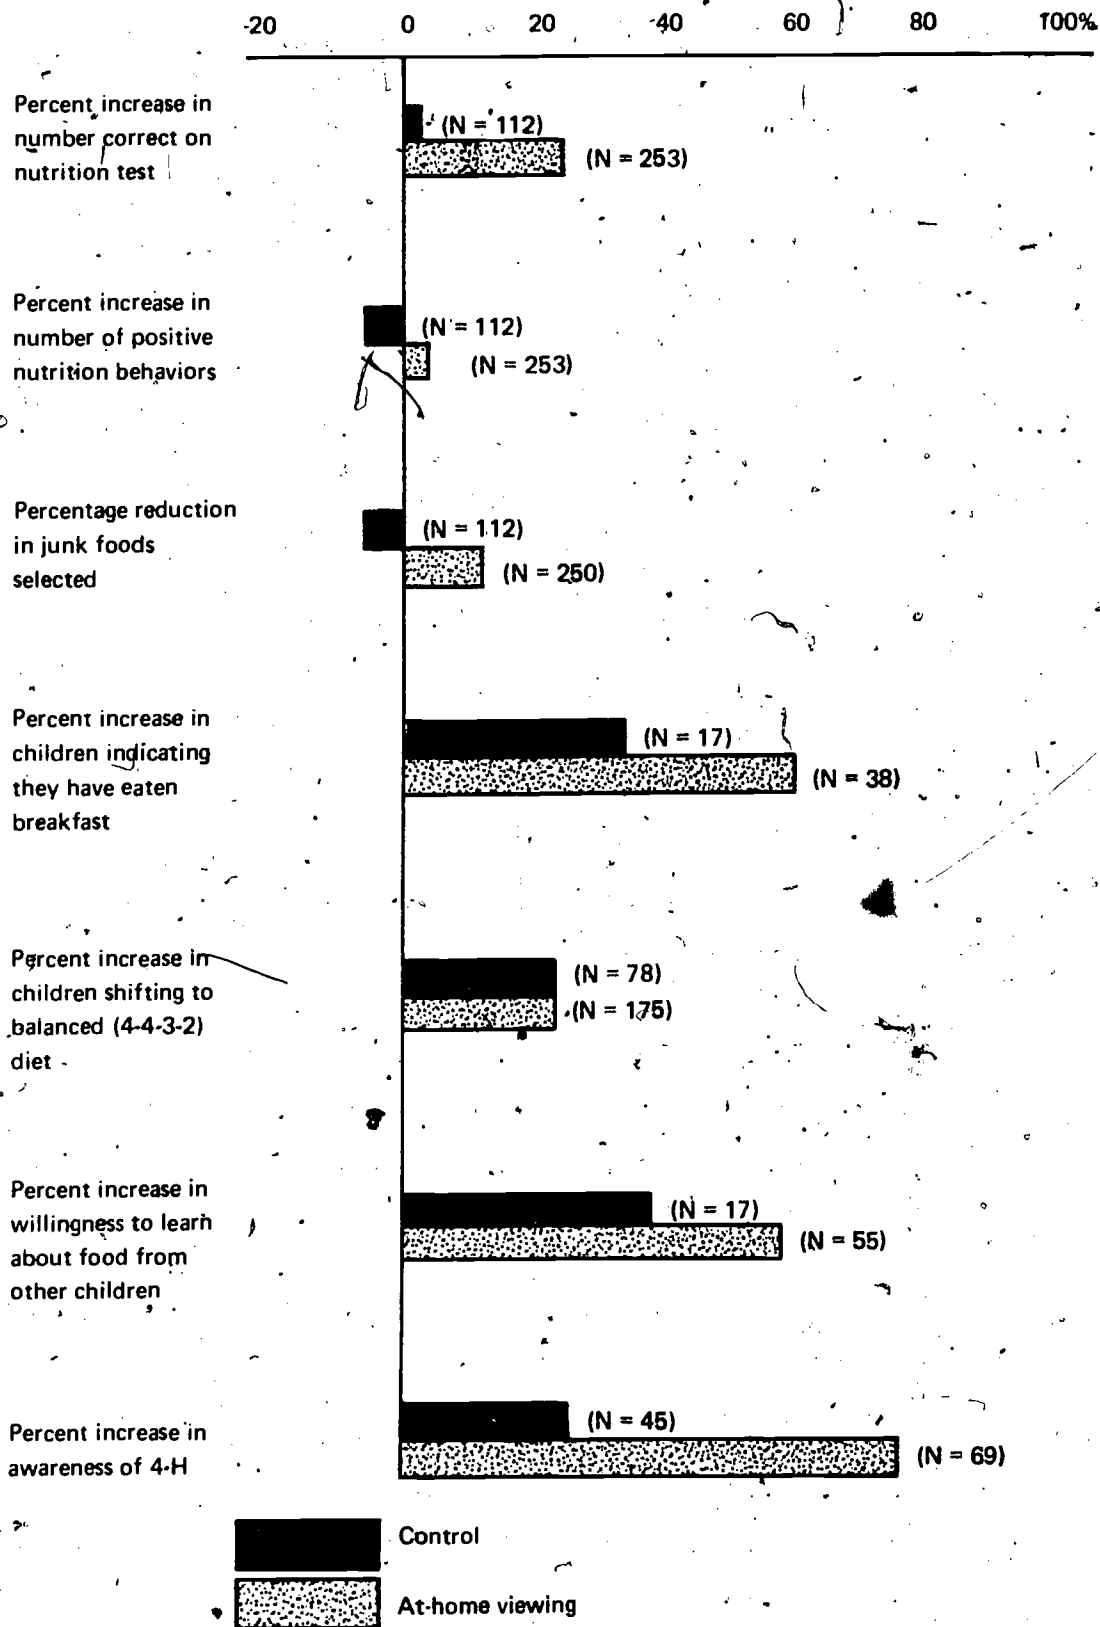 -20 0 20 40 60 80 100%
Percent increase in
number correct on
nutrition test
(N = 112)
(N = 253)
Percent increase in
number of positive
nutrition behaviors
(N = 112)
(N = 253)
Percentage reduction
in junk foods
selected
(N = 112)
(N = 250)
Percent increase in
children indicating
they have eaten
breakfast
(N = 17)
(N = 38)
Percent increase in
children shifting to
balanced (4-4-3-2)
diet
(N = 78)
(N = 175)
Percent increase in
willingness to learn
about food from
other children
(N = 17)
(N = 55)
Percent increase in
awareness of 4-H
(N = 45)
(N = 69)
Control
At-home viewing